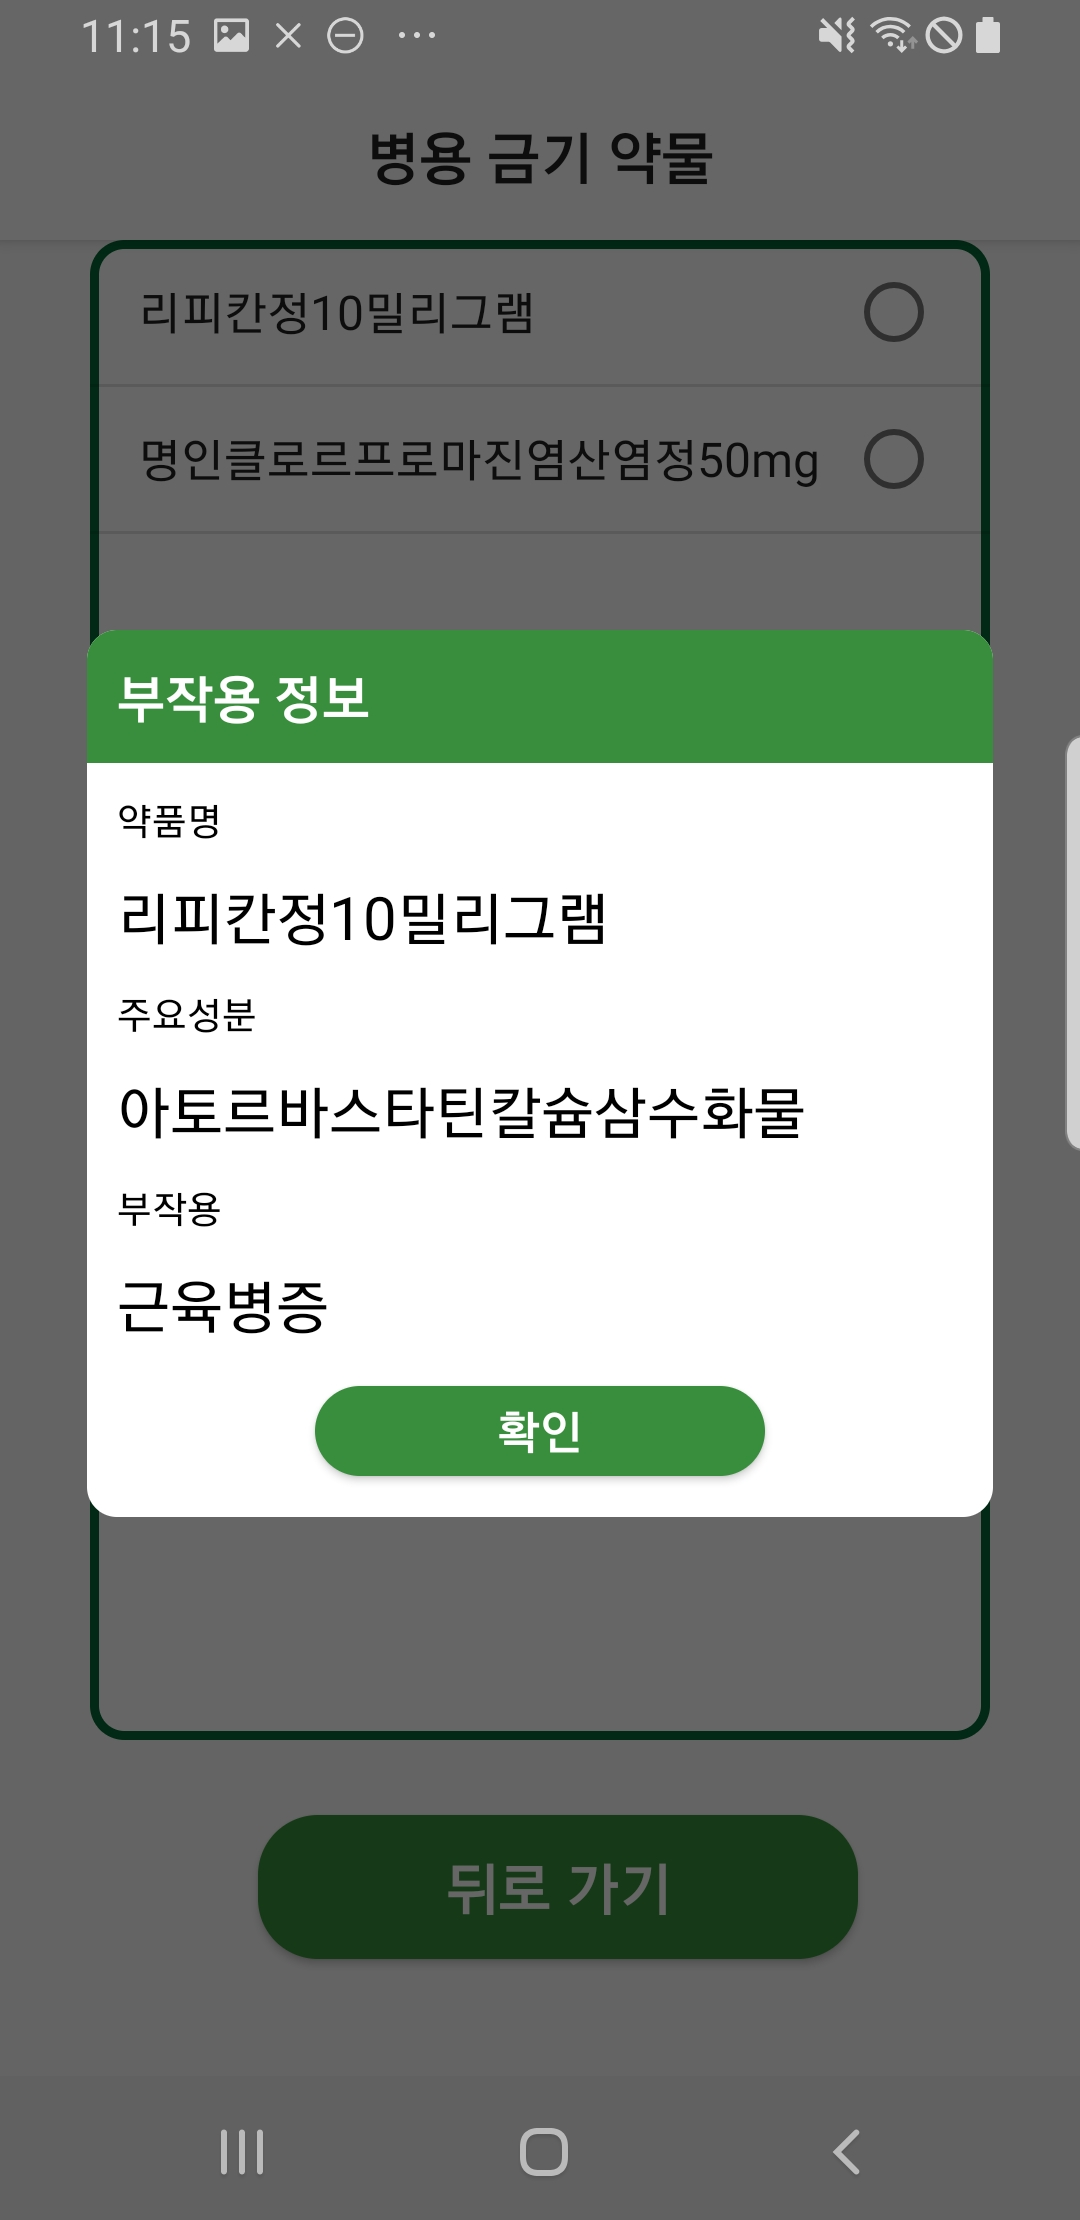 11:15
병용 금기 약물
리피칸정10밀리그램
명인클로르프로마진염산염정50mg
부작용 정보
약품명
리피칸정10밀리그램
주요성분
아토르바스타틴칼슘삼수화물
부작용
근육병증
확인
뒤로 가기